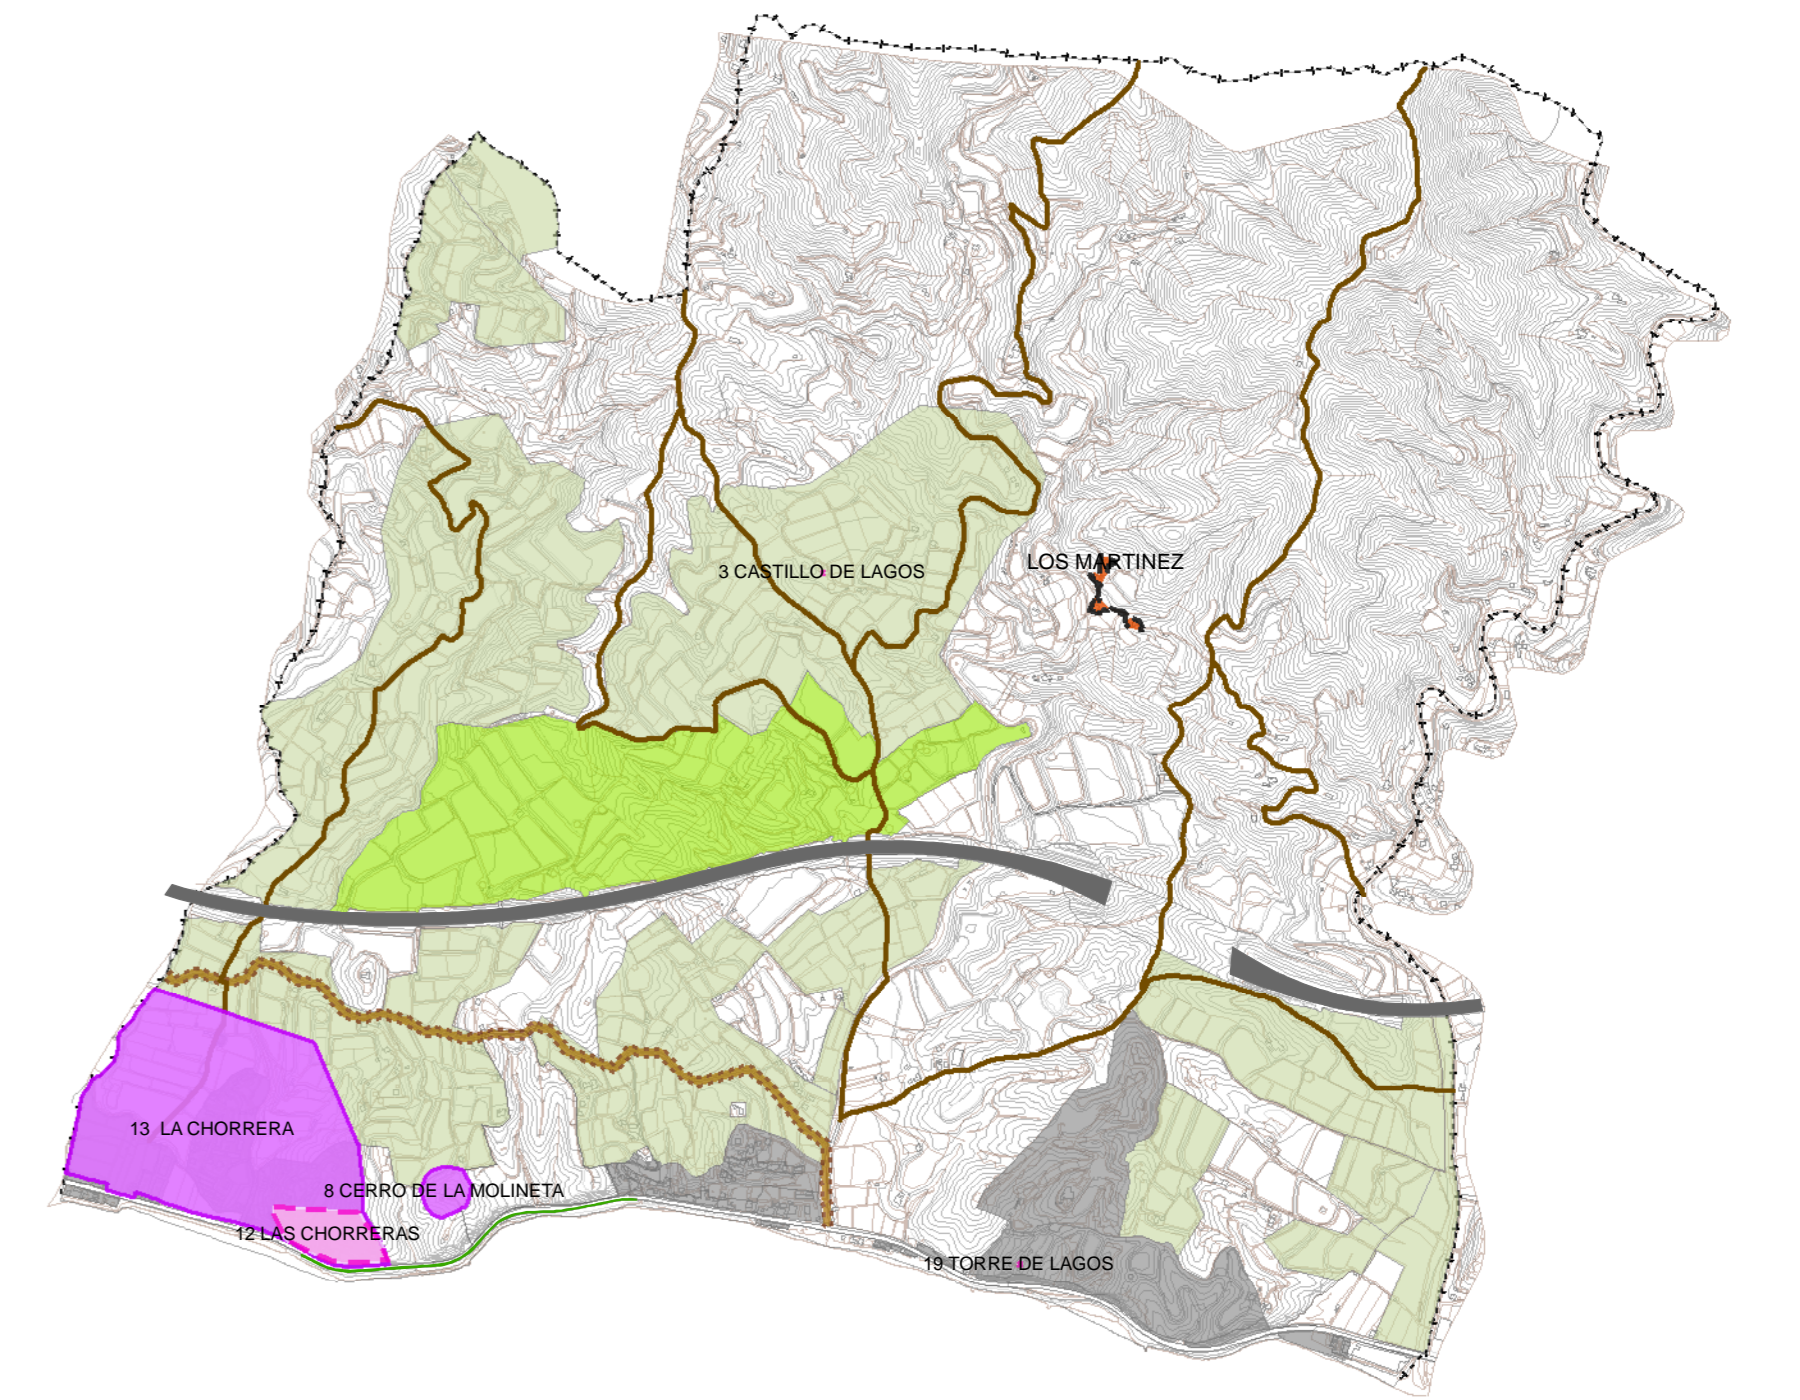 LOS MARTINEZ
3 CASTILLO DE LAGOS
13 LA CHORRERA
8 CERRO DE LA MOLINETA
12 LAS CHORRERAS
19 TORRE DE LAGOS